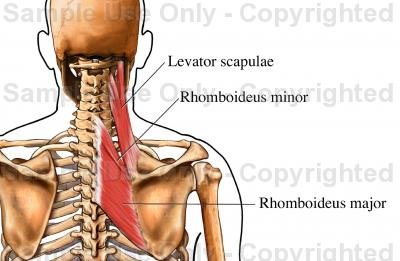 Sample Use Only - Copyrighted
Levator scapulae
Sample Use Only - Copyrighted
Rhomboideus minor
Sample Use Only - Copyrighted
Rhomboideus major
Sample Use Only - Copyrighted